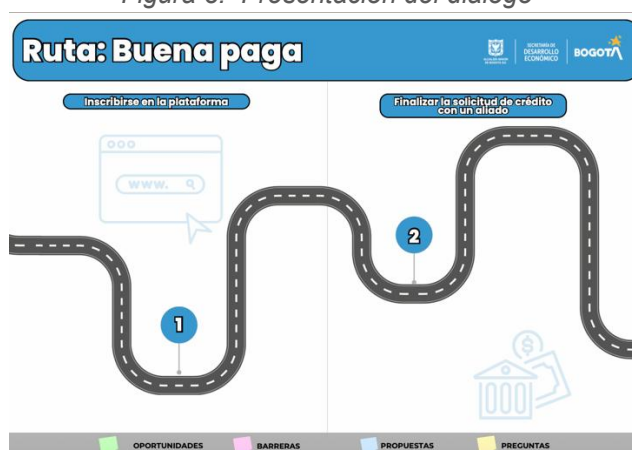 Figura 6. Presentación del diálogo
Ruta: Buena paga
SECRETARÍA DE
DESARROLLO
ECONÓMICO
BOGOTÁ
Inscribirse en la plataforma
Finalizar la solicitud de crédito
con un aliado
www.
1
2
$
OPORTUNIDADES
BARRERAS
PROPUESTAS
PREGUNTAS